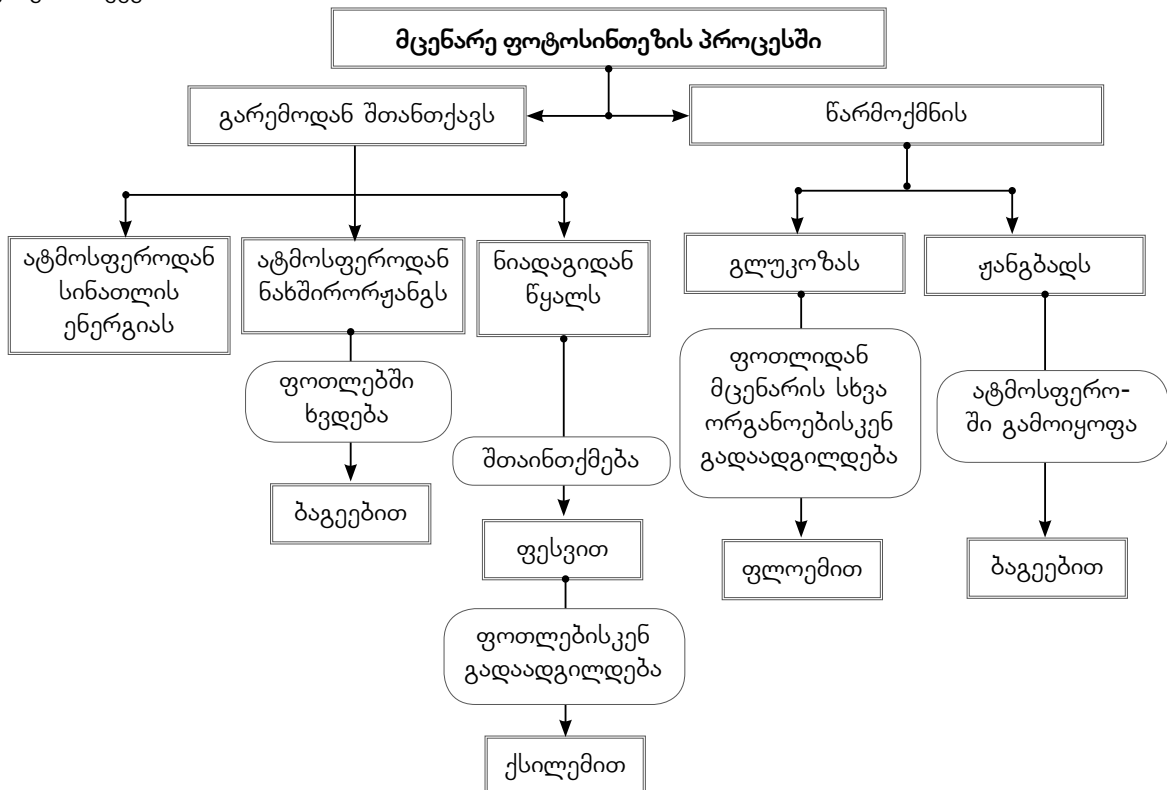 მცენარე ფოტოსინთეზის პროცესში
გარემოდან შთანთქავს
წარმოქმნის
ატმოსფეროდან
სინათლის
ენერგიას
ატმოსფეროდან
ნახშირორჟანგს
ნიადაგიდან
წყალს
გლუკოზას
ჟანგბადს
ფოთლებში
ხვდება
ფოთლიდან
მცენარის სხვა
ორგანოებისკენ
გადაადგილდება
ატმოსფერო-
ში გამოიყოფა
შთაინთქმება
ბაგეებით
ფესვით
ფლოემით
ბაგეებით
ფოთლებისკენ
გადაადგილდება
ქსილემით